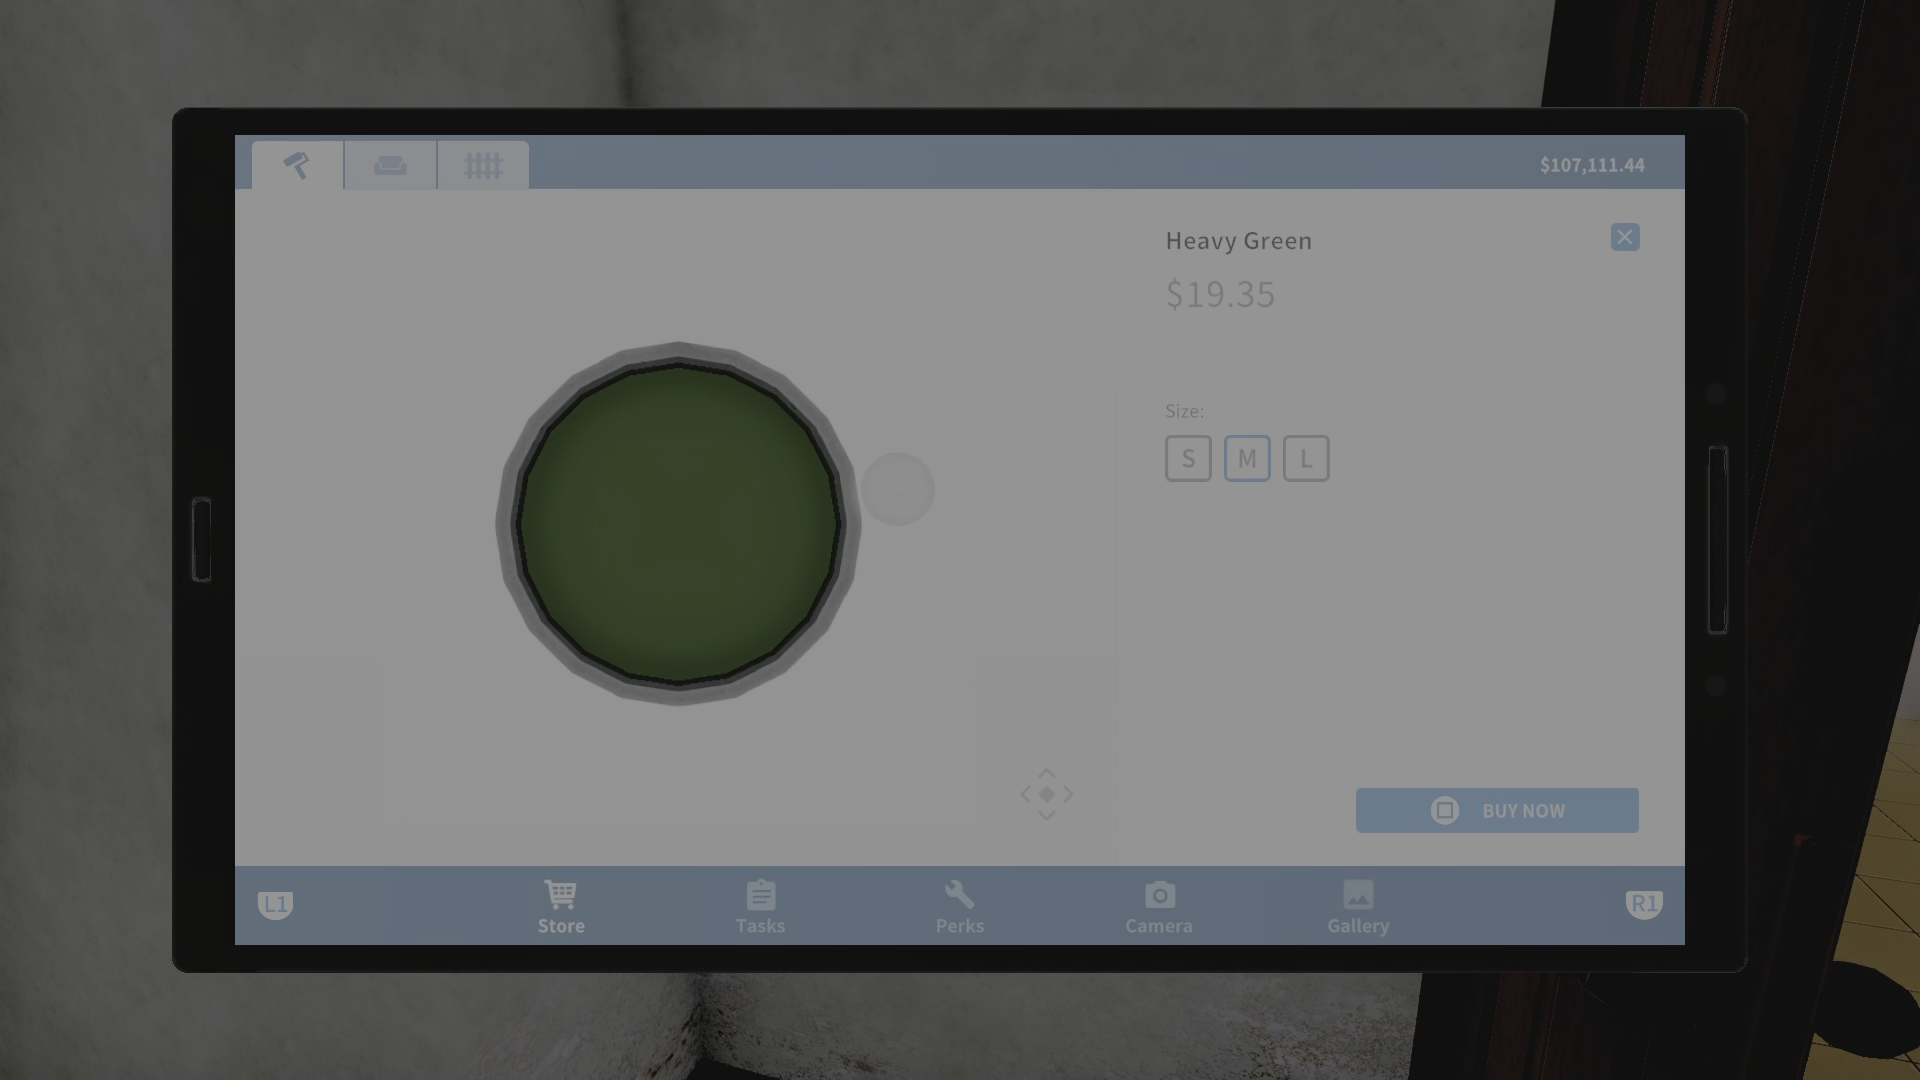 $107,111.44
Heavy Green
$19.35
Size:
S M L
BUY NOW
L1 Store Tasks Perks Camera Gallery R1